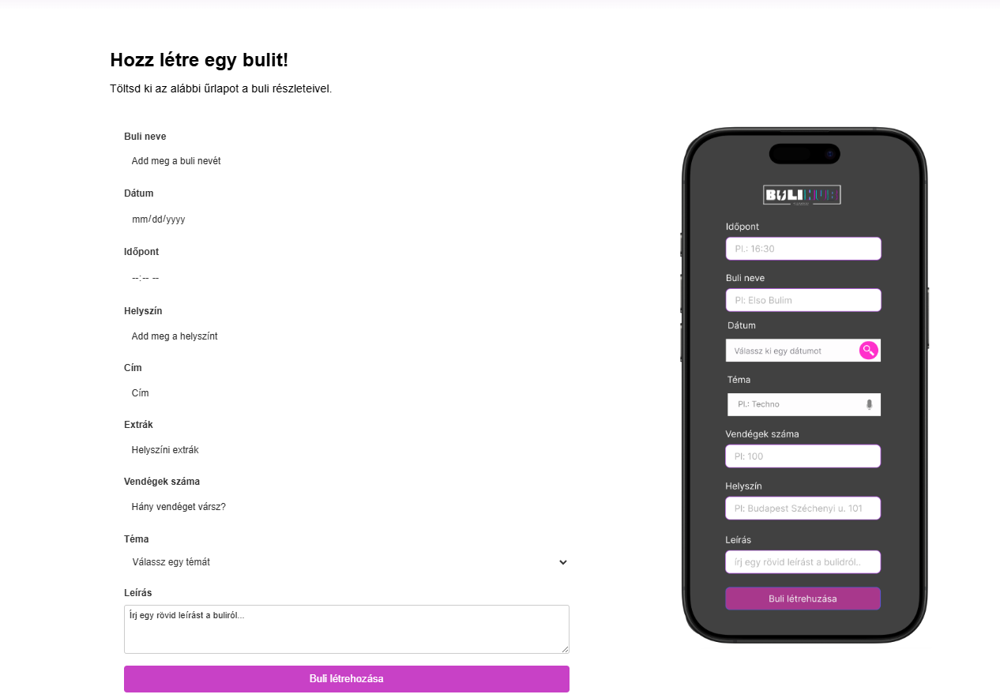 Hozz létre egy bulit!
Töltsd ki az alábbi űrlapot a buli részleteivel.
Buli neve
Add meg a buli nevét
Dátum
mm/dd/yyyy
Időpont
--:-- --
Helyszín
Add meg a helyszínt
Cím
Cím
Extrák
Helyszíni extrák
Vendégek száma
Hány vendéget vársz?
Téma
Válassz egy témát
Leírás
Írj egy rövid leírást a buliról...
Buli létrehozása
BULIHUB
Időpont
Pl.: 16:30
Buli neve
Pl: Elso Bulim
Dátum
Válassz ki egy dátumot
Téma
Pl.: Techno
Vendégek száma
Pl: 100
Helyszín
Pl: Budapest Széchenyi u. 101
Leírás
írj egy rövid leírást a bulidról..
Buli létrehuzása